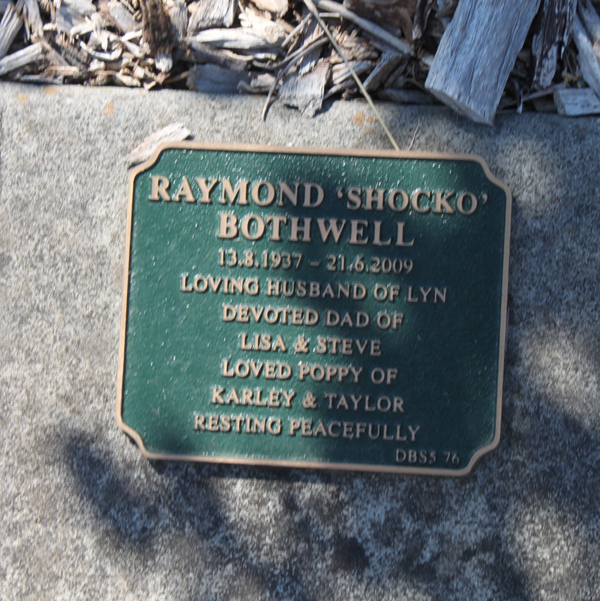 RAYMOND ‘SHOCKO’
BOTHWELL
13.8.1937 – 21.6.2009
LOVING HUSBAND OF LYN
DEVOTED DAD OF
LISA & STEVE
LOVED POPPY OF
KARLEY & TAYLOR
RESTING PEACEFULLY
DBS5 76